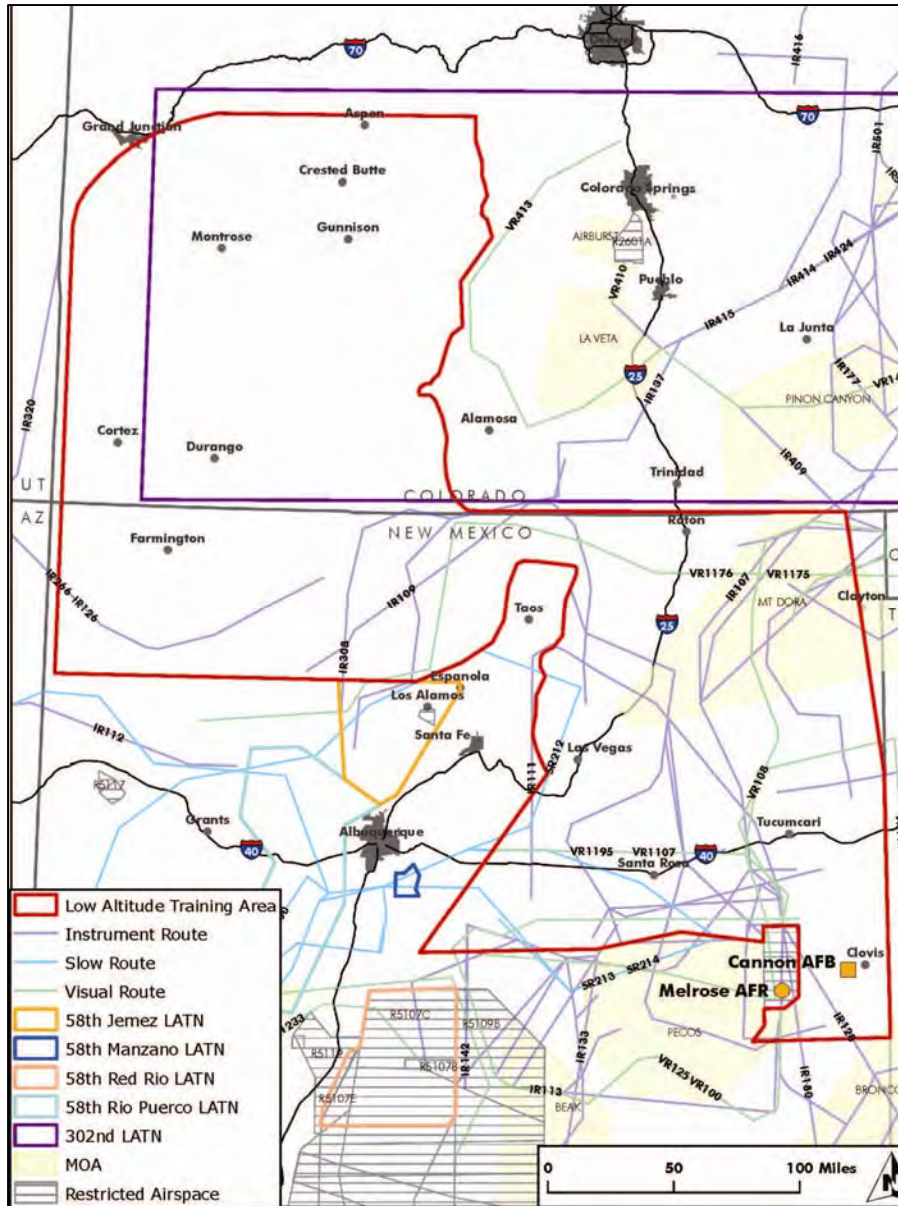 IR416
70
Aspen
70
Grand Junction
IR501
Crested Butte
Colorado Springs
VR413
Gunnison
Montrose
AIRBURST
R2601A
IR424
IR414
VR410
Pueblo
IR415
La Junta
LA VETA
25
IR177
IR137
PINON CANYON
IR320
Cortez
Alamosa
Durango
IR409
Trinidad
UT
COLORADO
AZ
NEW MEXICO
Raton
Farmington
VR1176
IR107
VR1175
IR266
IR126
IR109
MT DORA
Clayton
Taos
25
IR308
Espanola
Los Alamos
IR112
Santa Fe
SR212
Las Vegas
IR111
R5117
VR108
Grants
Albuquerque
Tucumcari
40
VR1195
VR1107
40
Santa Rosa
Low Altitude Training Area
Instrument Route
Slow Route
Visual Route
58th Jemez LATN
58th Manzano LATN
58th Red Rio LATN
58th Rio Puerco LATN
302nd LATN
MOA
Restricted Airspace
Clovis
Cannon AFB
SR213
SR214
Melrose AFR
R5107C
R5109B
IR133
PECOS
IR128
R5107B
IR142
VR125
VR100
R5107E
IR113
IR180
BEAK
BRONCO
0 50 100 Miles
N